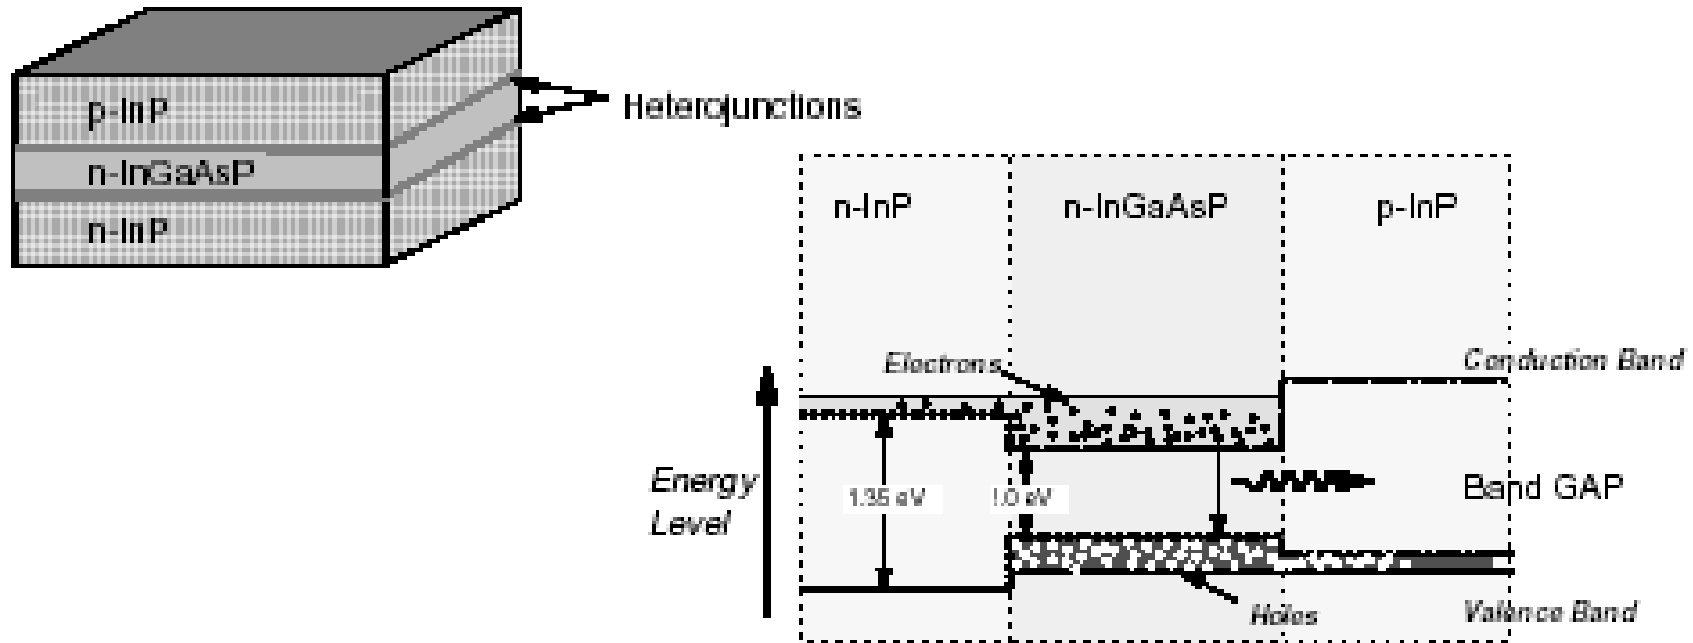 p-InP
n-InGaAsP
n-InP
Heterojunctions
n-InP
n-InGaAsP
p-InP
Electrons
Conduction Band
Energy
Level
1.35 eV
1.0 eV
Band GAP
Holes
Valence Band